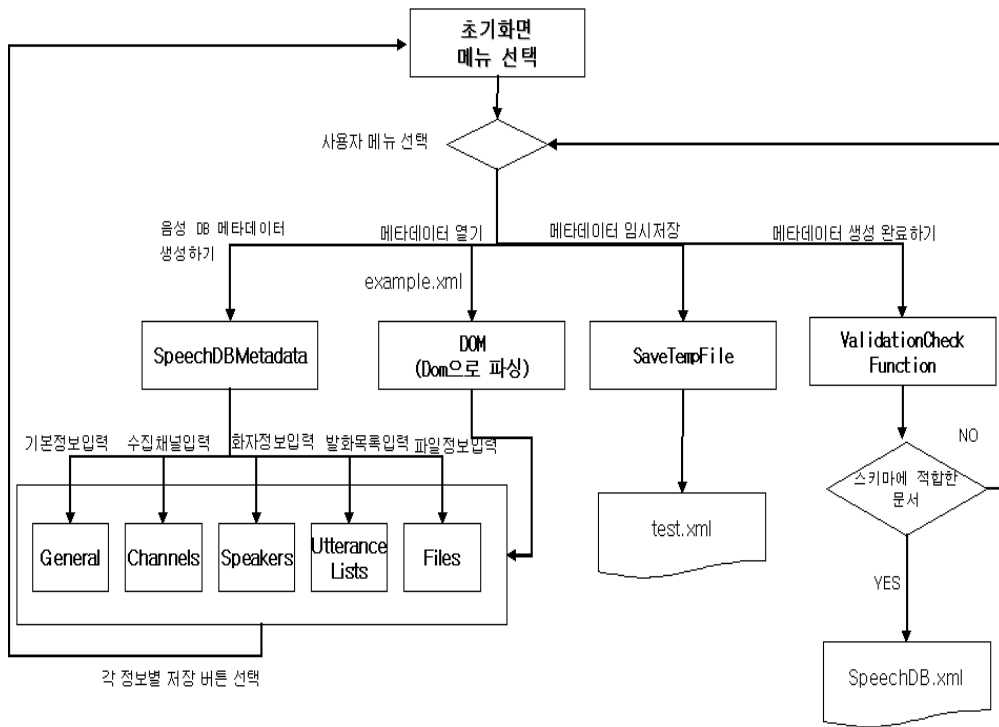 초기화면
메뉴 선택
사용자 메뉴 선택
음성 DB 메타데이터
생성하기
메타데이터 열기
메타데이터 임시저장
메타데이터 생성 완료하기
example.xml
SpeechDBMetadata
DOM
(Dom으로 파싱)
SaveTempFile
ValidationCheck
Function
기본정보입력
수집채널입력
화자정보입력
발화목록입력
파일정보입력
NO
스키마에 적합한
문서
General
Channels
Speakers
Utterance
Lists
Files
test.xml
YES
각 정보별 저장 버튼 선택
SpeechDB.xml